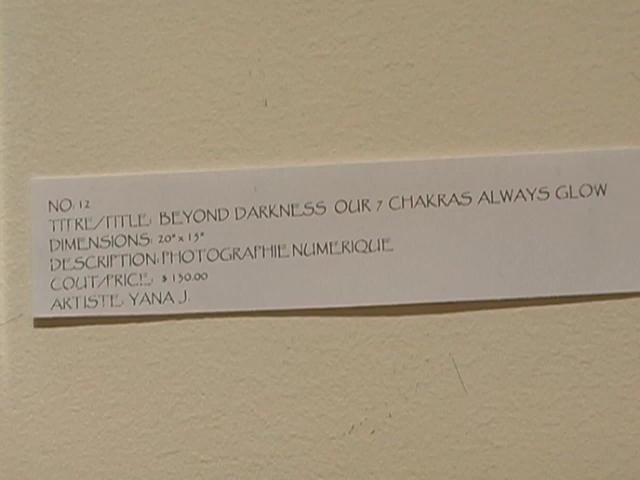 NO: 12
TITRE/TITLE: BEYOND DARKNESS OUR 7 CHAKRAS ALWAYS GLOW
DIMENSIONS: 20" x 15"
DESCRIPTION: PHOTOGRAPHIE NUMERIQUE
COUT/PRICE: $ 130.00
ARTISTE: YANA J.